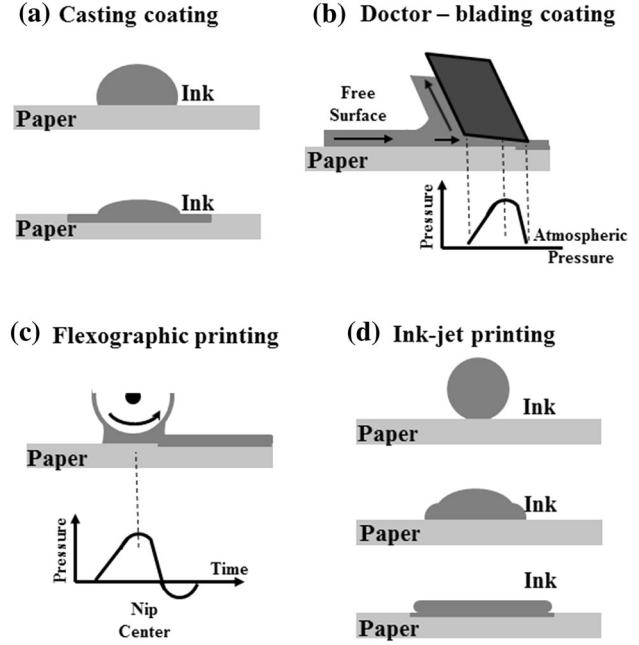 (a) Casting coating
Ink
Paper
Ink
Paper
(b) Doctor – blading coating
Free
Surface
Paper
Pressure
Atmospheric
Pressure
(c) Flexographic printing
Paper
Pressure
Time
Nip
Center
(d) Ink-jet printing
Ink
Paper
Ink
Paper
Ink
Paper